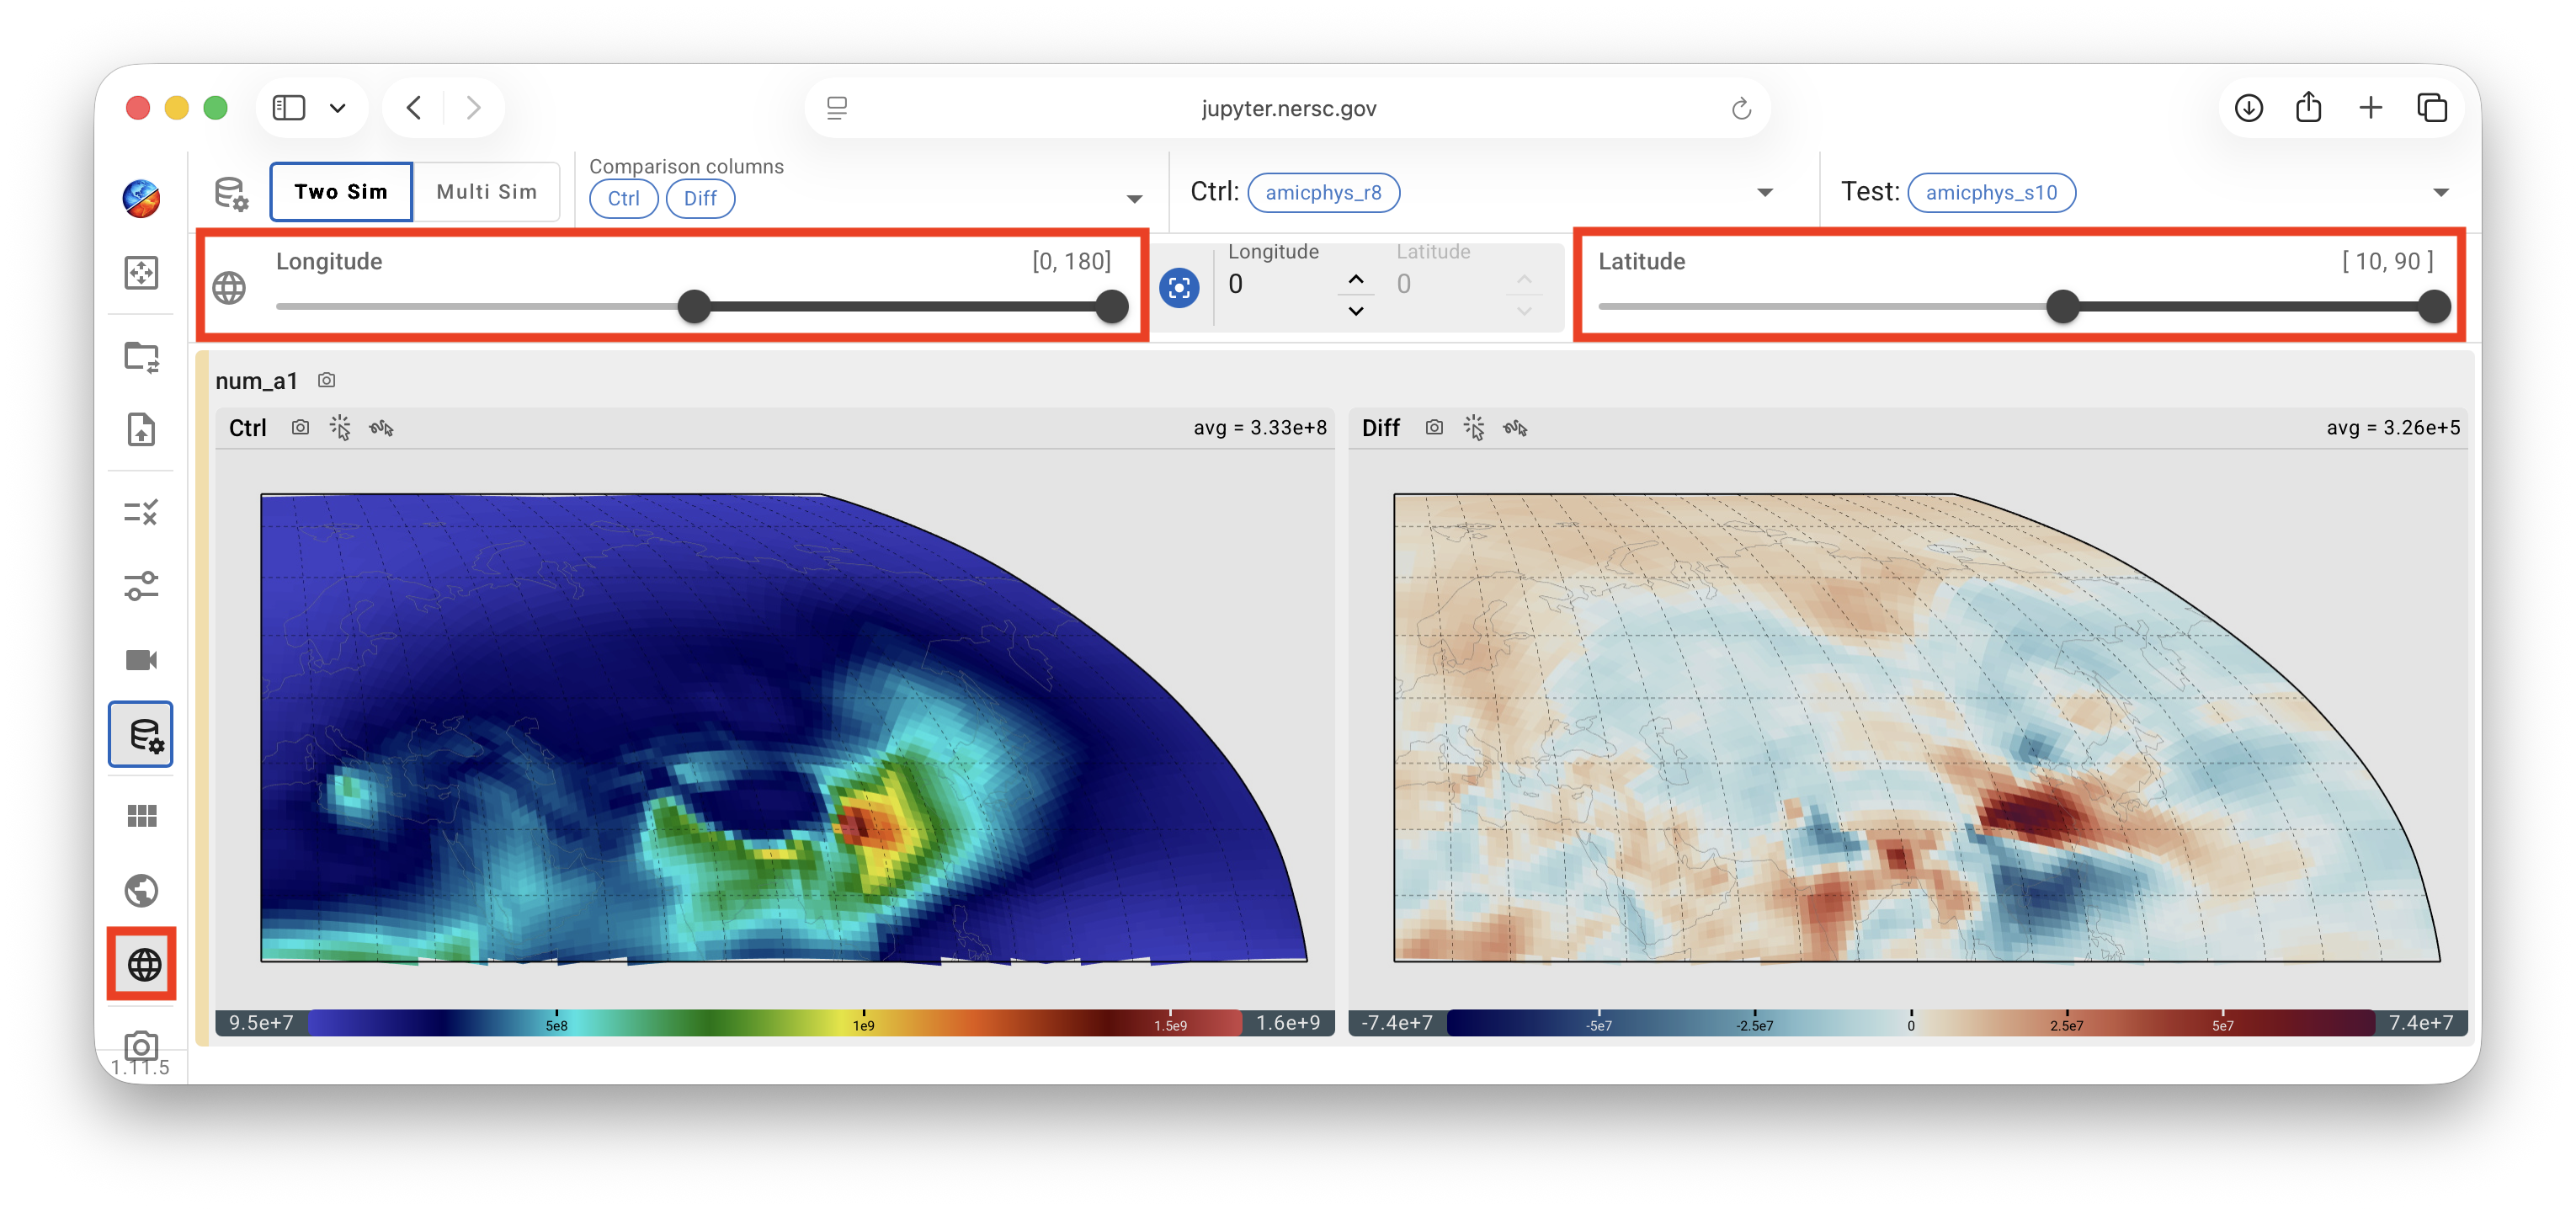 jupyter.nersc.gov
Two Sim
Multi Sim
Comparison columns
Ctrl
Diff
Ctrl: amicphys_r8
Test: amicphys_s10
Longitude
[0, 180]
Longitude
0
Latitude
0
Latitude
[ 10, 90 ]
num_a1
Ctrl
avg = 3.33e+8
Diff
avg = 3.26e+5
9.5e+7
5e8
1e9
1.5e9
1.6e+9
-7.4e+7
-5e7
-2.5e7
0
2.5e7
5e7
7.4e+7
1.11.5